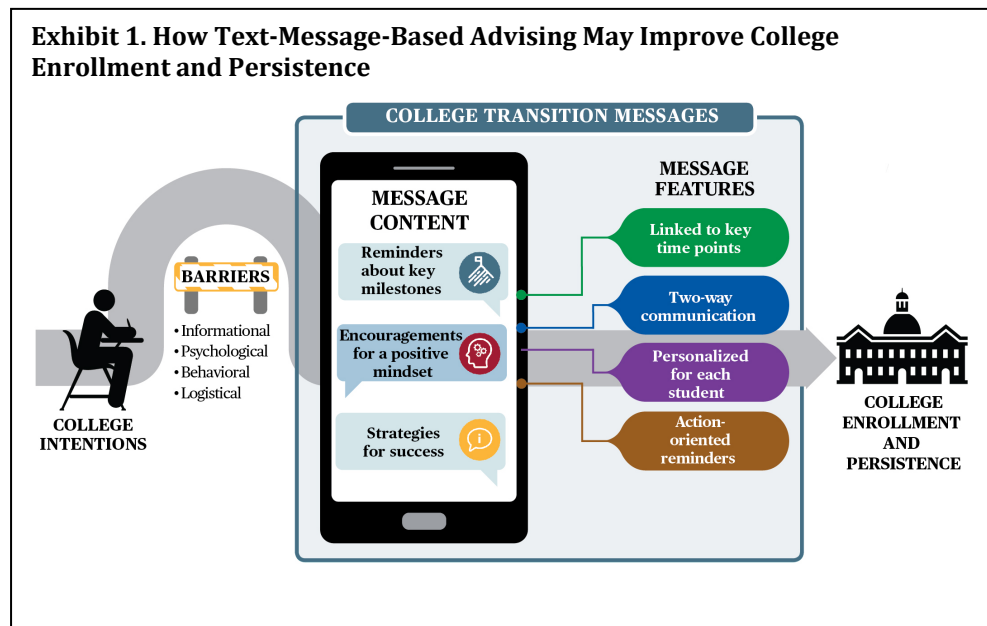 Exhibit 1. How Text-Message-Based Advising May Improve College
Enrollment and Persistence
COLLEGE TRANSITION MESSAGES
BARRIERS
• Informational
• Psychological
• Behavioral
• Logistical
COLLEGE
INTENTIONS
MESSAGE
CONTENT
Reminders
about key
milestones
Encouragements
for a positive
mindset
Strategies
for success
i
MESSAGE
FEATURES
Linked to key
time points
Two-way
communication
Personalized
for each
student
Action-
oriented
reminders
COLLEGE
ENROLLMENT
AND
PERSISTENCE